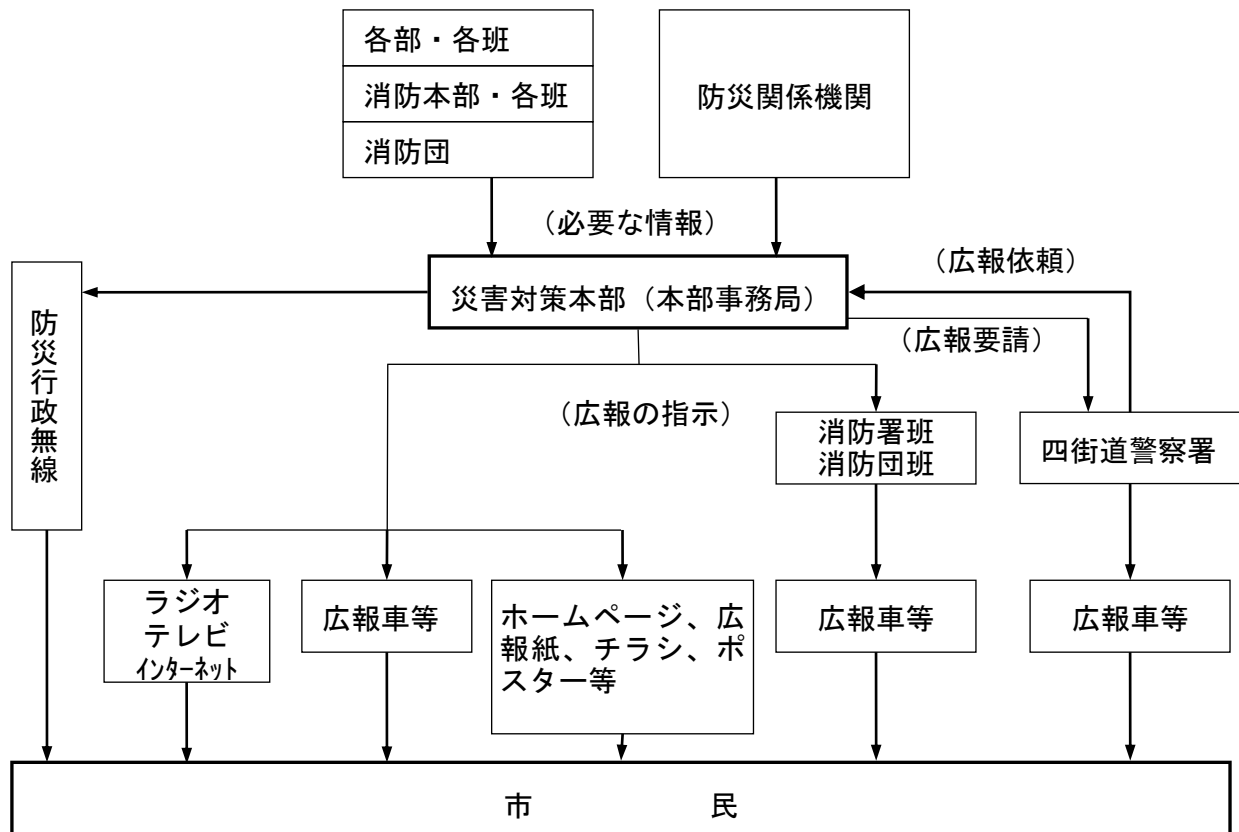 各部・各班
消防本部・各班
消防団
防災関係機関
（必要な情報）
（広報依頼）
災害対策本部（本部事務局）
（広報要請）
防災行政無線
（広報の指示）
消防署班
消防団班
四街道警察署
ラジオ
テレビ
ｲﾝﾀｰﾈｯﾄ
広報車等
ホームページ、広
報紙、チラシ、ポ
スター等
広報車等
広報車等
市　　　　　民